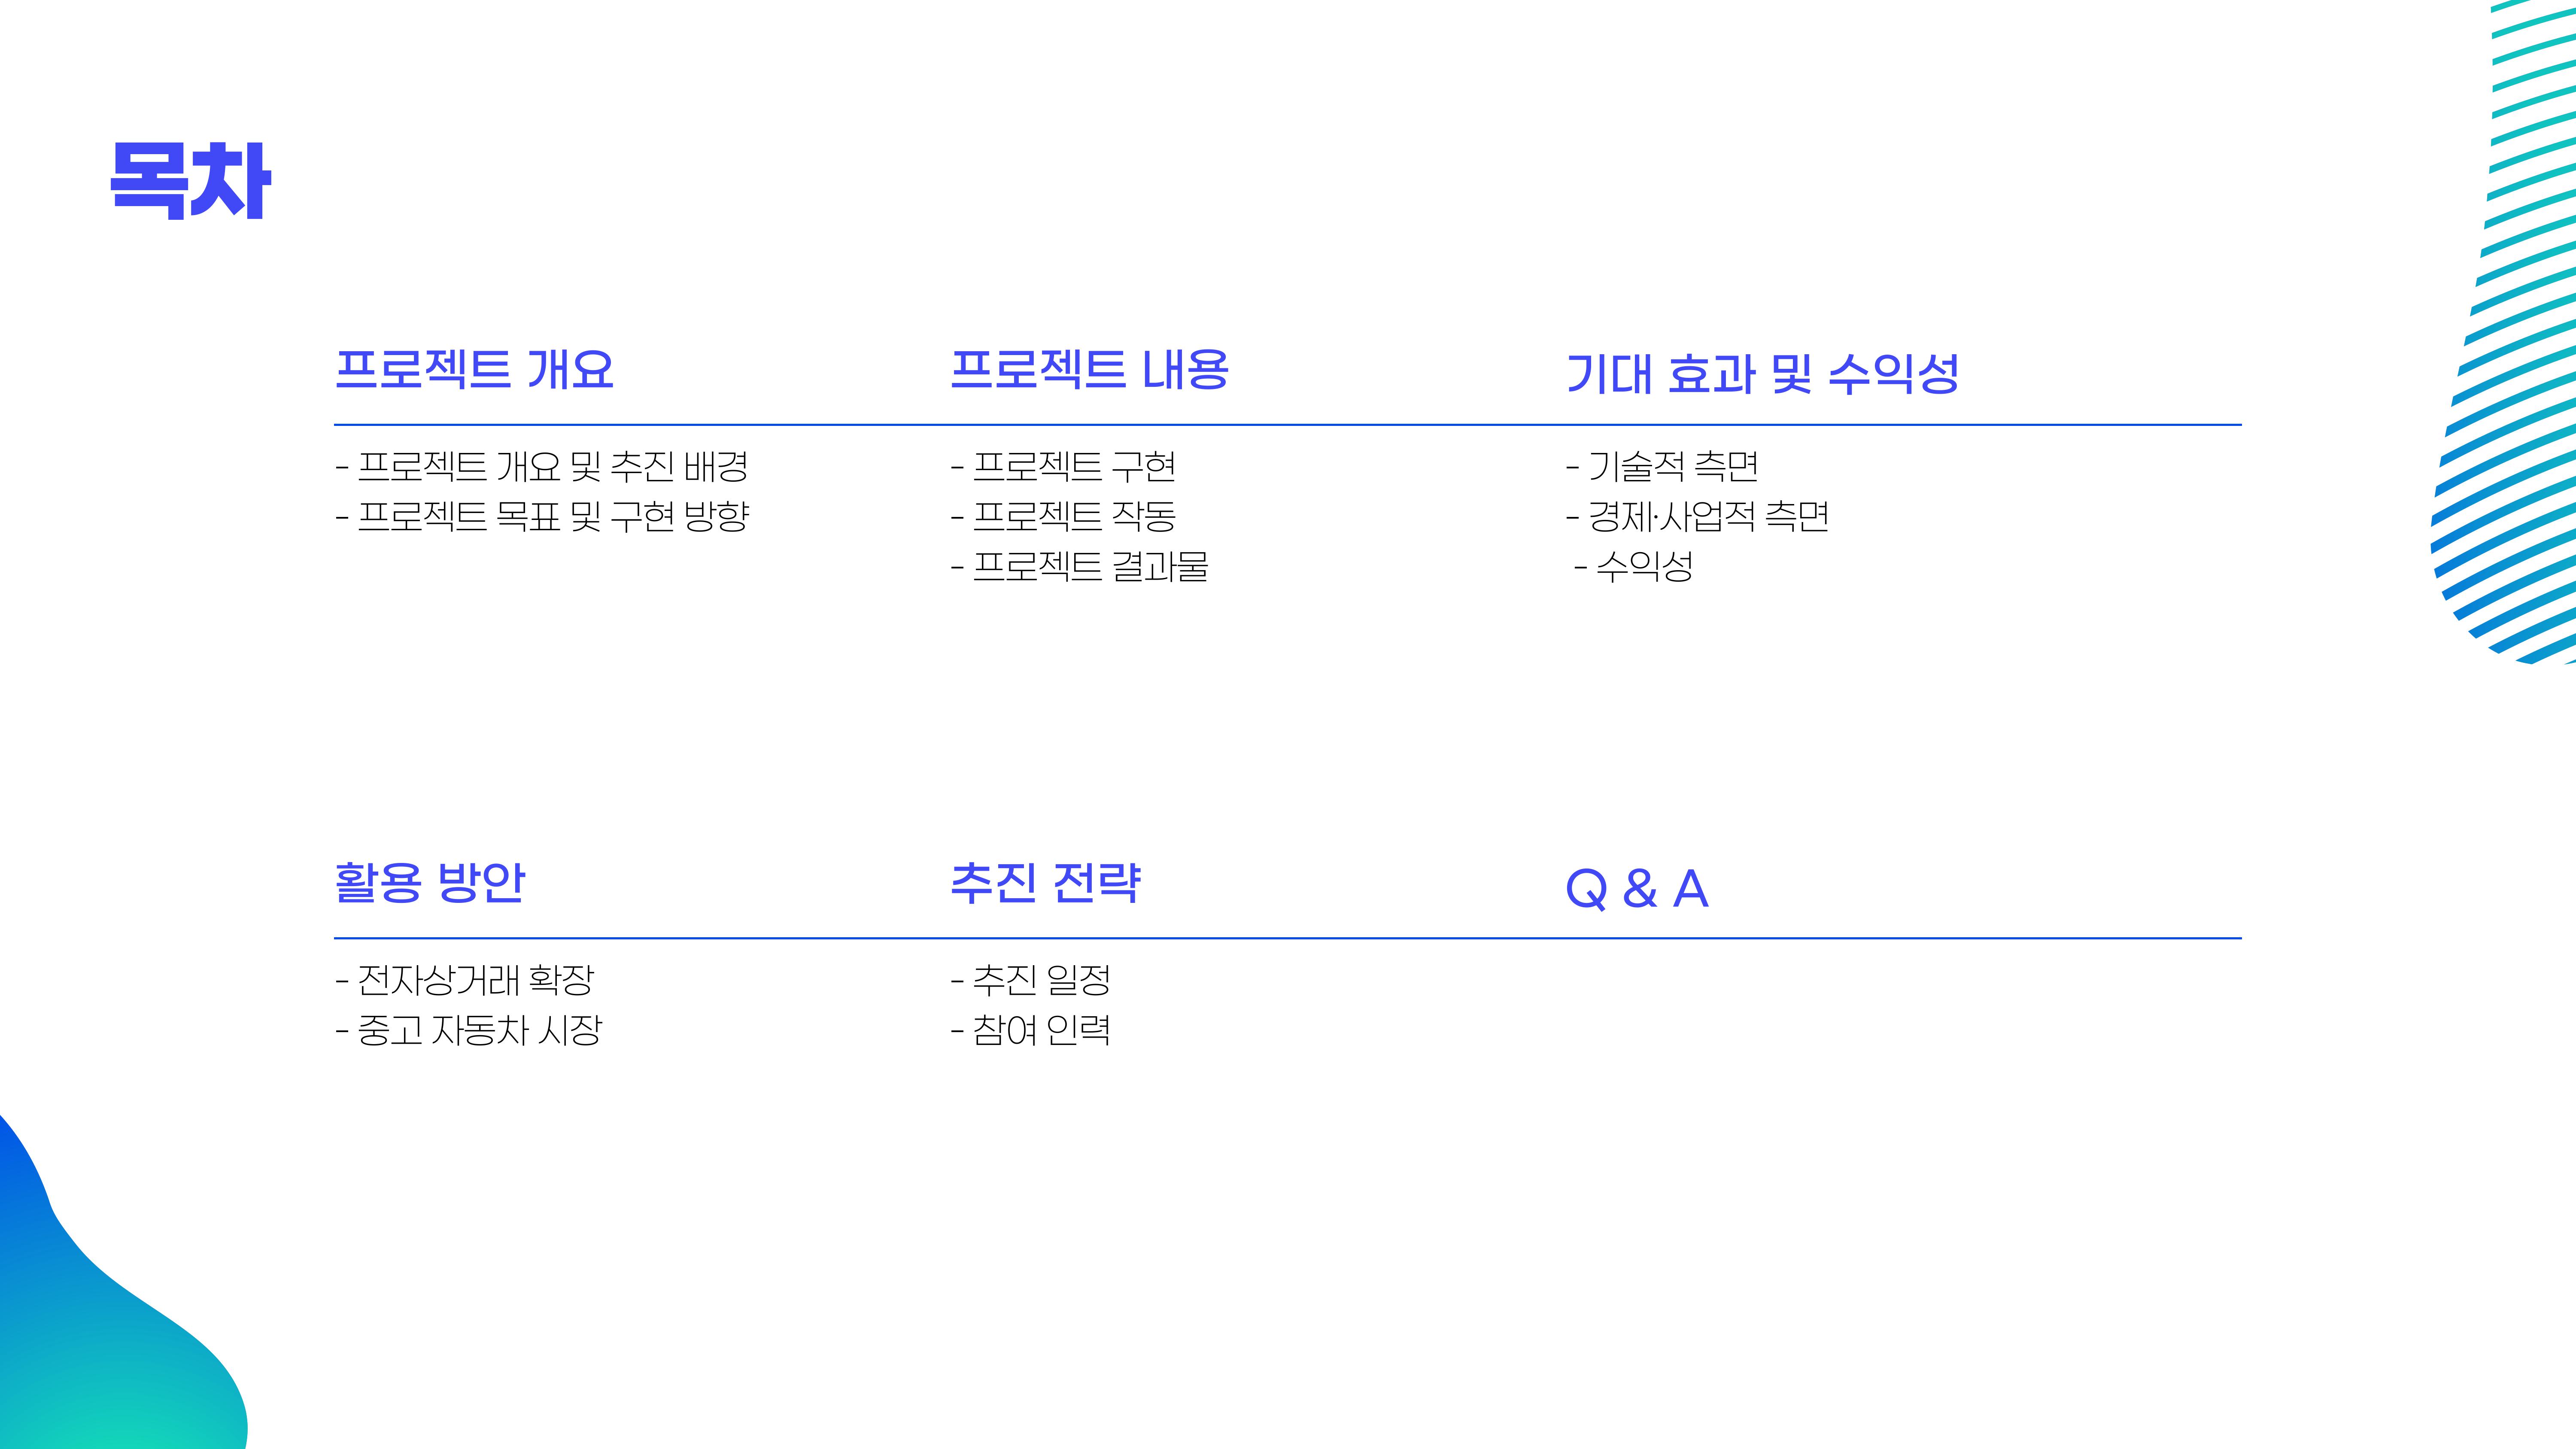 목차
프로젝트 개요
- 프로젝트 개요 및 추진 배경
- 프로젝트 목표 및 구현 방향
프로젝트 내용
- 프로젝트 구현
- 프로젝트 작동
- 프로젝트 결과물
기대 효과 및 수익성
- 기술적 측면
- 경제·사업적 측면
- 수익성
활용 방안
- 전자상거래 확장
- 중고 자동차 시장
추진 전략
- 추진 일정
- 참여 인력
Q & A